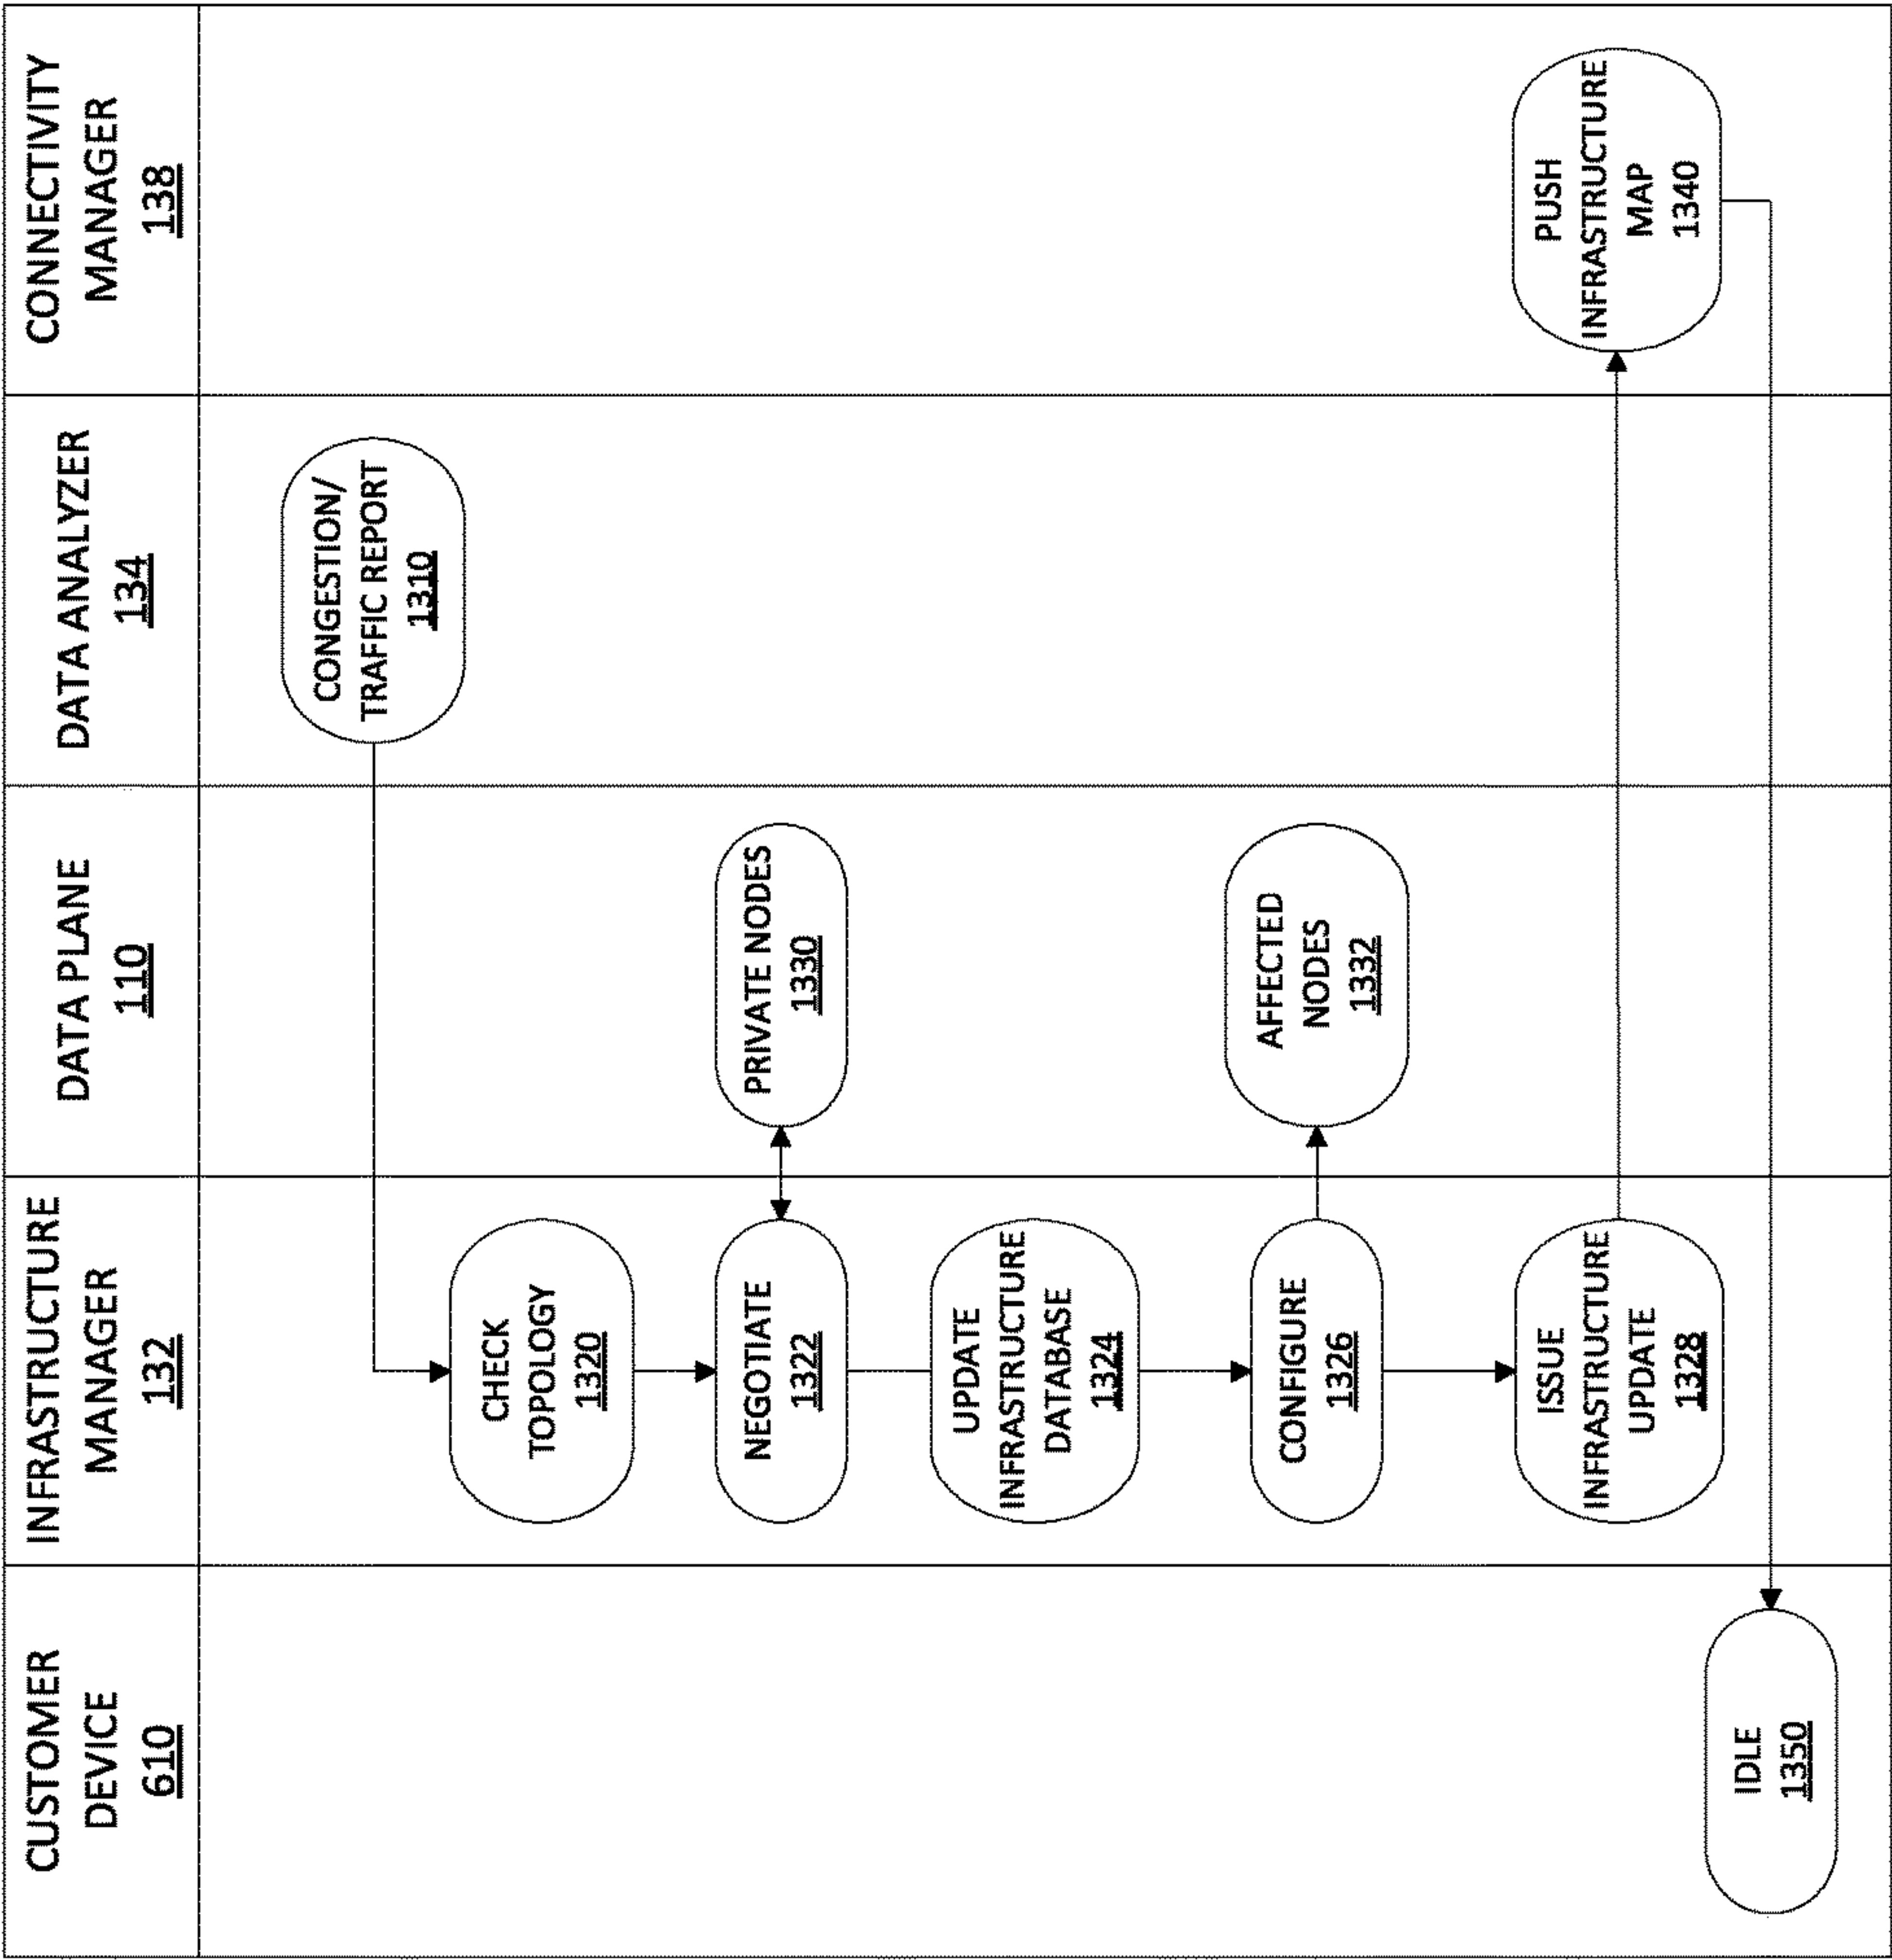 CUSTOMER
DEVICE
610
INFRASTRUCTURE
MANAGER
132
DATA PLANE
110
DATA ANALYZER
134
CONNECTIVITY
MANAGER
138
CONGESTION/
TRAFFIC REPORT
1310
CHECK
TOPOLOGY
1320
NEGOTIATE
1322
PRIVATE NODES
1330
UPDATE
INFRASTRUCTURE
DATABASE
1324
CONFIGURE
1326
AFFECTED
NODES
1332
ISSUE
INFRASTRUCTURE
UPDATE
1328
PUSH
INFRASTRUCTURE
MAP
1340
IDLE
1350